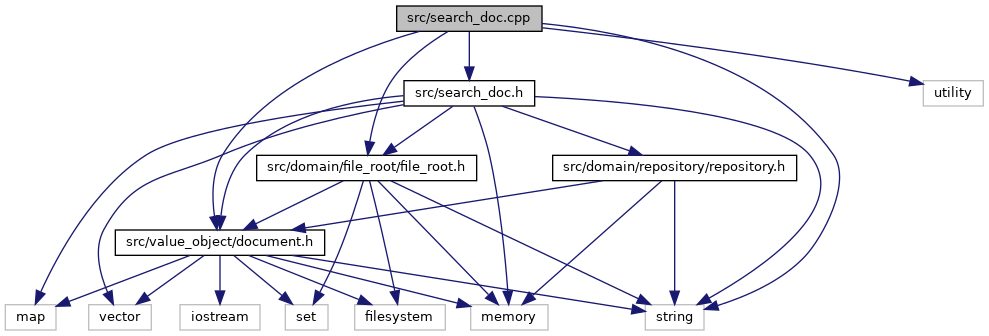 src/search_doc.cpp
src/search_doc.h
utility
src/domain/file_root/file_root.h
src/domain/repository/repository.h
src/value_object/document.h
map
vector
iostream
set
filesystem
memory
string